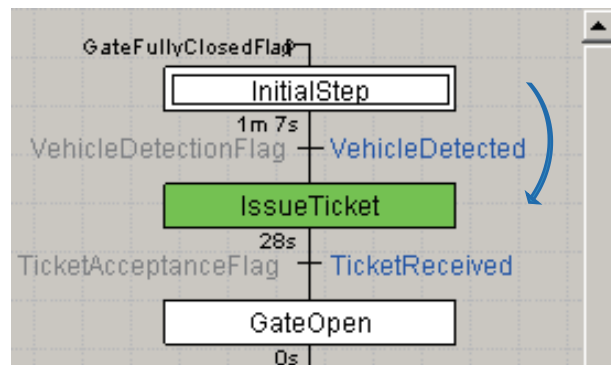 GateFullyClosedFlag
InitialStep
1m 7s
VehicleDetectionFlag VehicleDetected
IssueTicket
28s
TicketAcceptanceFlag TicketReceived
GateOpen
0s